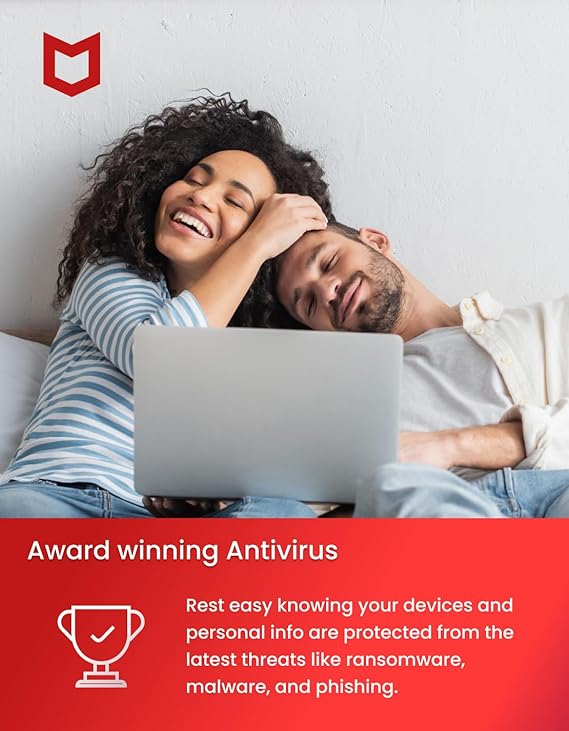 Award winning Antivirus
Rest easy knowing your devices and
personal info are protected from the
latest threats like ransomware,
malware, and phishing.